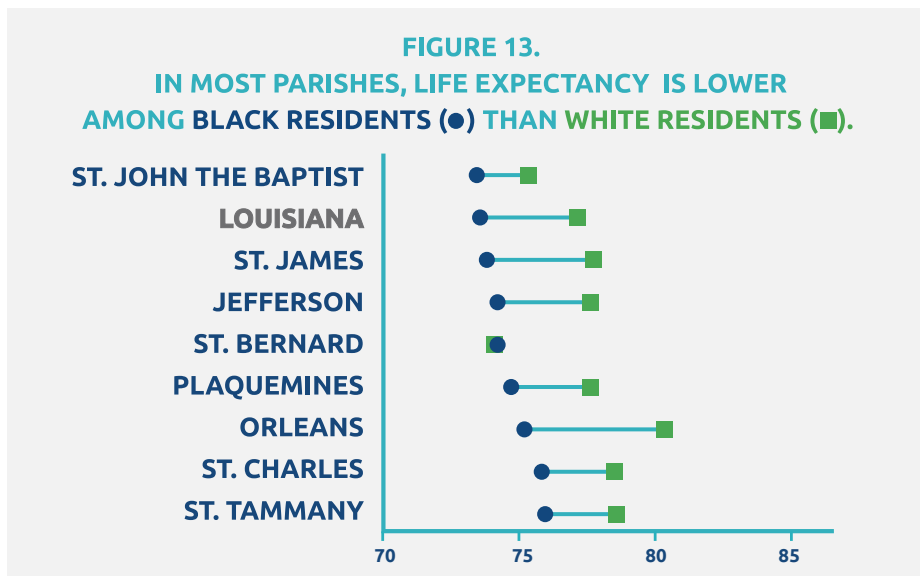 FIGURE 13.
IN MOST PARISHES, LIFE EXPECTANCY IS LOWER
AMONG BLACK RESIDENTS (●) THAN WHITE RESIDENTS (■).
ST. JOHN THE BAPTIST
LOUISIANA
ST. JAMES
JEFFERSON
ST. BERNARD
PLAQUEMINES
ORLEANS
ST. CHARLES
ST. TAMMANY
70 75 80 85